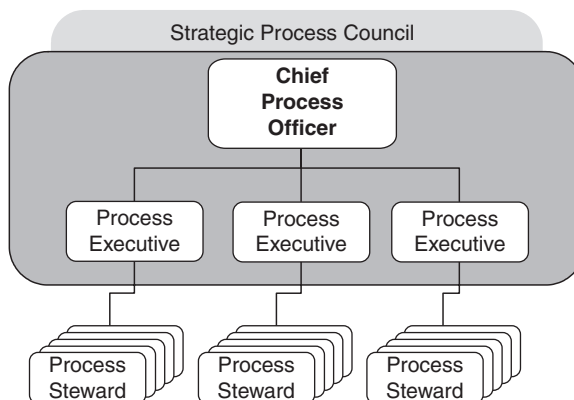 Strategic Process Council
Chief
Process
Officer
Process
Executive
Process
Executive
Process
Executive
Process
Steward
Process
Steward
Process
Steward